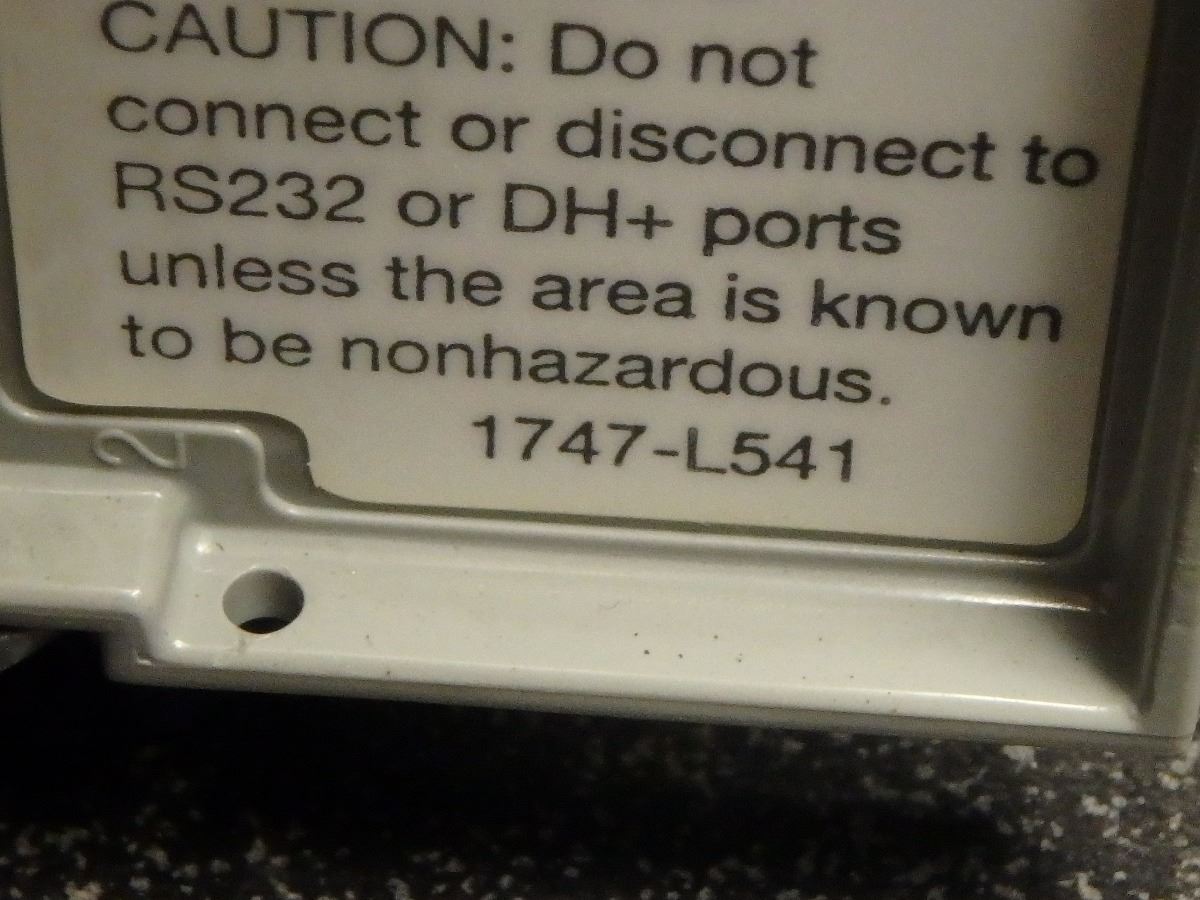 CAUTION: Do not
connect or disconnect to
RS232 or DH+ ports
unless the area is known
to be nonhazardous.
1747-L541
2